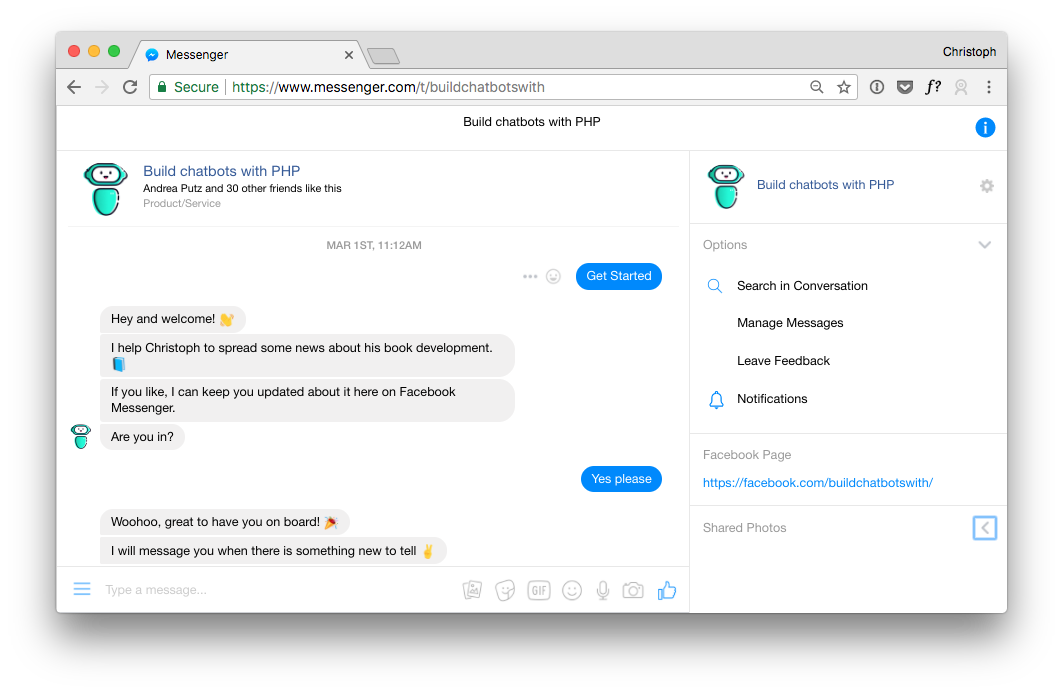 Messenger
Christoph
Secure https://www.messenger.com/t/buildchatbotswith
f?
Build chatbots with PHP
Build chatbots with PHP
Andrea Putz and 30 other friends like this
Product/Service
MAR 1ST, 11:12AM
Get Started
Hey and welcome! 👋
I help Christoph to spread some news about his book development.
📘
If you like, I can keep you updated about it here on Facebook
Messenger.
Are you in?
Yes please
Woohoo, great to have you on board! 🎉
I will message you when there is something new to tell ✌️
Type a message...
GIF
Build chatbots with PHP
Options
Search in Conversation
Manage Messages
Leave Feedback
Notifications
Facebook Page
https://facebook.com/buildchatbotswith/
Shared Photos